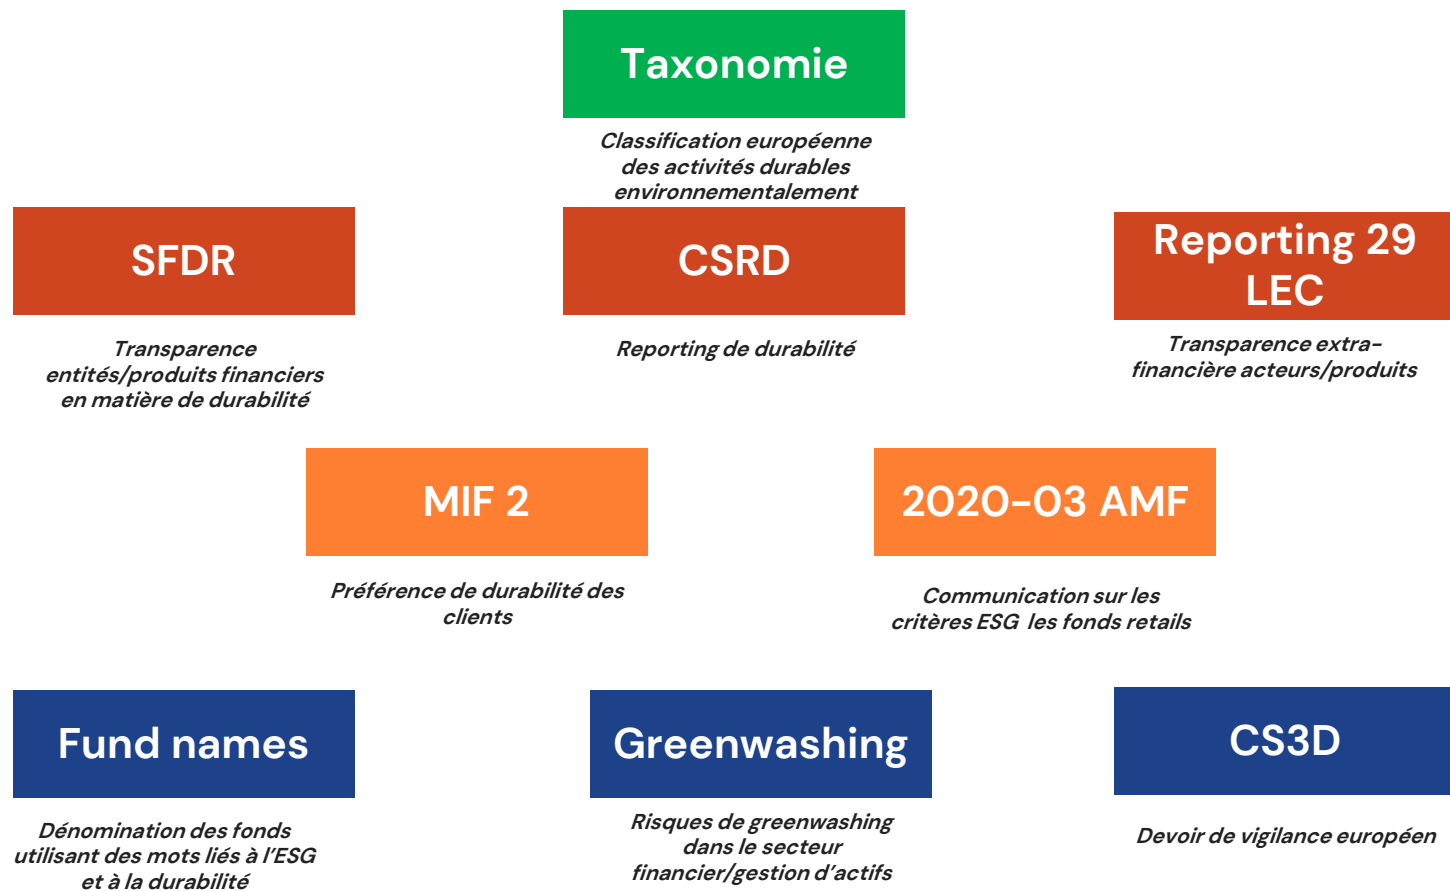 Taxonomie
Classification européenne
des activités durables
environnementalement
SFDR
Transparence
entités/produits financiers
en matière de durabilité
CSRD
Reporting de durabilité
Reporting 29
LEC
Transparence extra-
financière acteurs/produits
MIF 2
Préférence de durabilité des
clients
2020-03 AMF
Communication sur les
critères ESG  les fonds retails
Fund names
Dénomination des fonds
utilisant des mots liés à l'ESG
et à la durabilité
Greenwashing
Risques de greenwashing
dans le secteur
financier/gestion d'actifs
CS3D
Devoir de vigilance européen